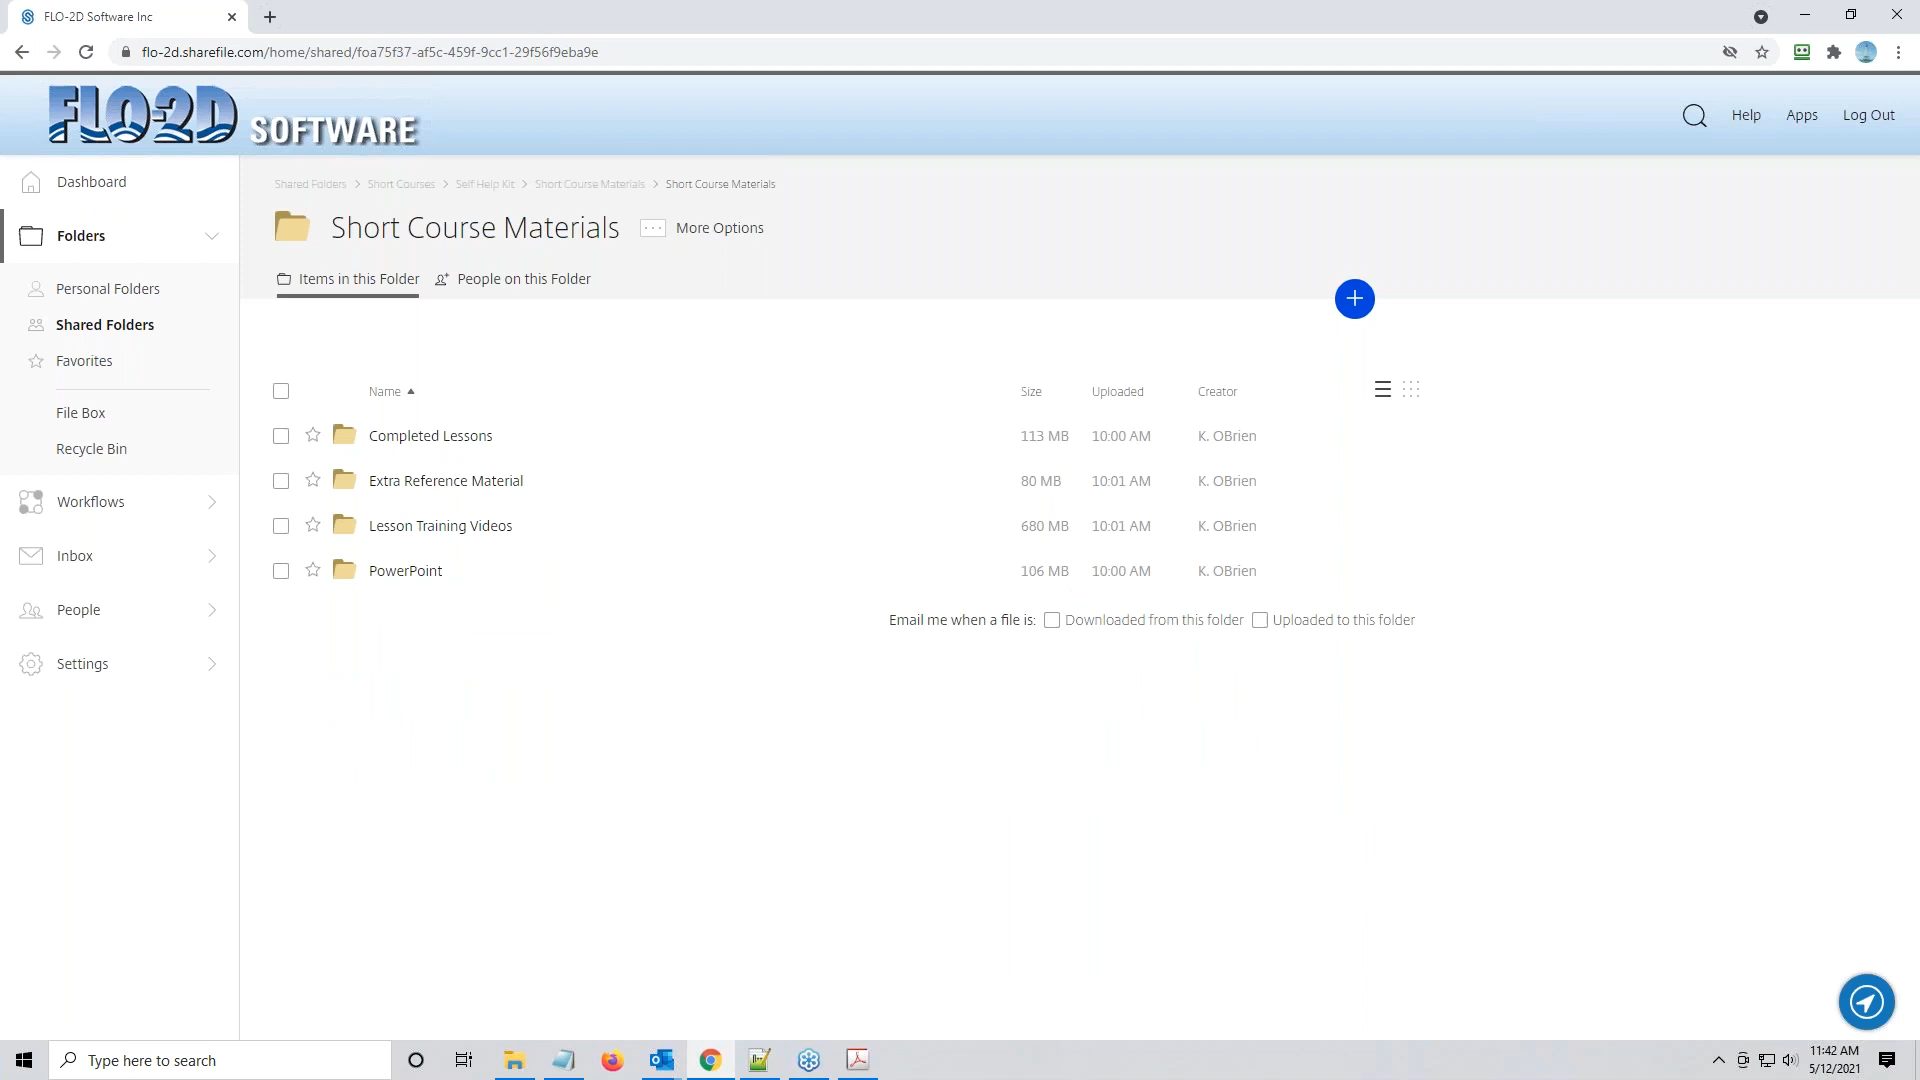 FLO-2D Software Inc
flo-2d.sharefile.com/home/shared/foa75f37-af5c-459f-9cc1-29f56f9eba9e
FLO-2D SOFTWARE
Help Apps Log Out
Dashboard
Folders
Personal Folders
Shared Folders
Favorites
File Box
Recycle Bin
Workflows
Inbox
People
Settings
Shared Folders > Short Courses > Self Help Kit > Short Course Materials > Short Course Materials
Short Course Materials ... More Options
Items in this Folder People on this Folder
Name Size Uploaded Creator
Completed Lessons 113 MB 10:00 AM K. OBrien
Extra Reference Material 80 MB 10:01 AM K. OBrien
Lesson Training Videos 680 MB 10:01 AM K. OBrien
PowerPoint 106 MB 10:00 AM K. OBrien
Email me when a file is: Downloaded from this folder Uploaded to this folder
Type here to search
11:42 AM
5/12/2021